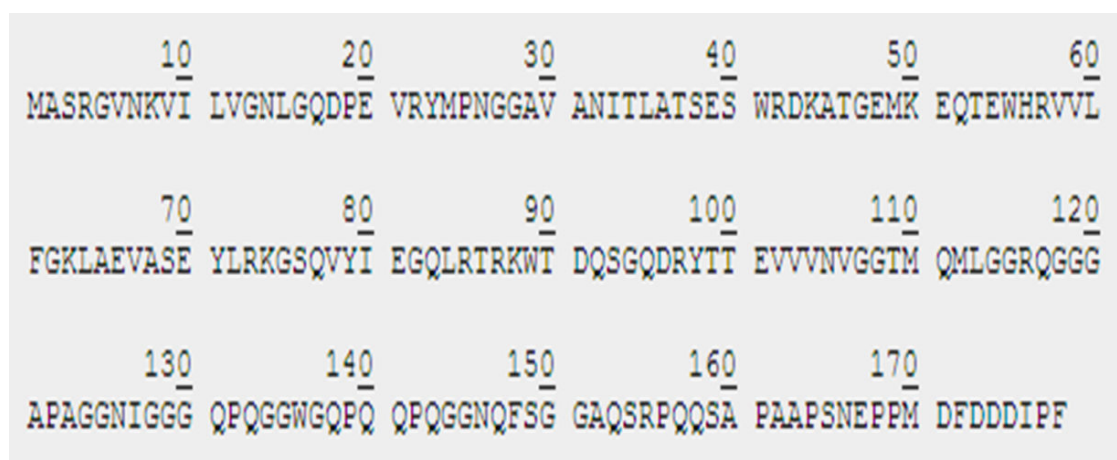 10 20 30 40 50 60
MASRGVNKVI LVGNLGQDPE VRYMPNGGAV ANITLATSES WRDKATGEMK EQTEWHRVVL
70 80 90 100 110 120
FGKLAEVASE YLRKGSQVYI EGQLRTRKWT DQSGQDRYTT EVVVNVGGTM QMLGGRQGGG
130 140 150 160 170
APAGGNIGGG QPQGGWGQPQ QPQGGNQFSG GAQSRPQQSA PAAPSNEPPM DFDDDIPF